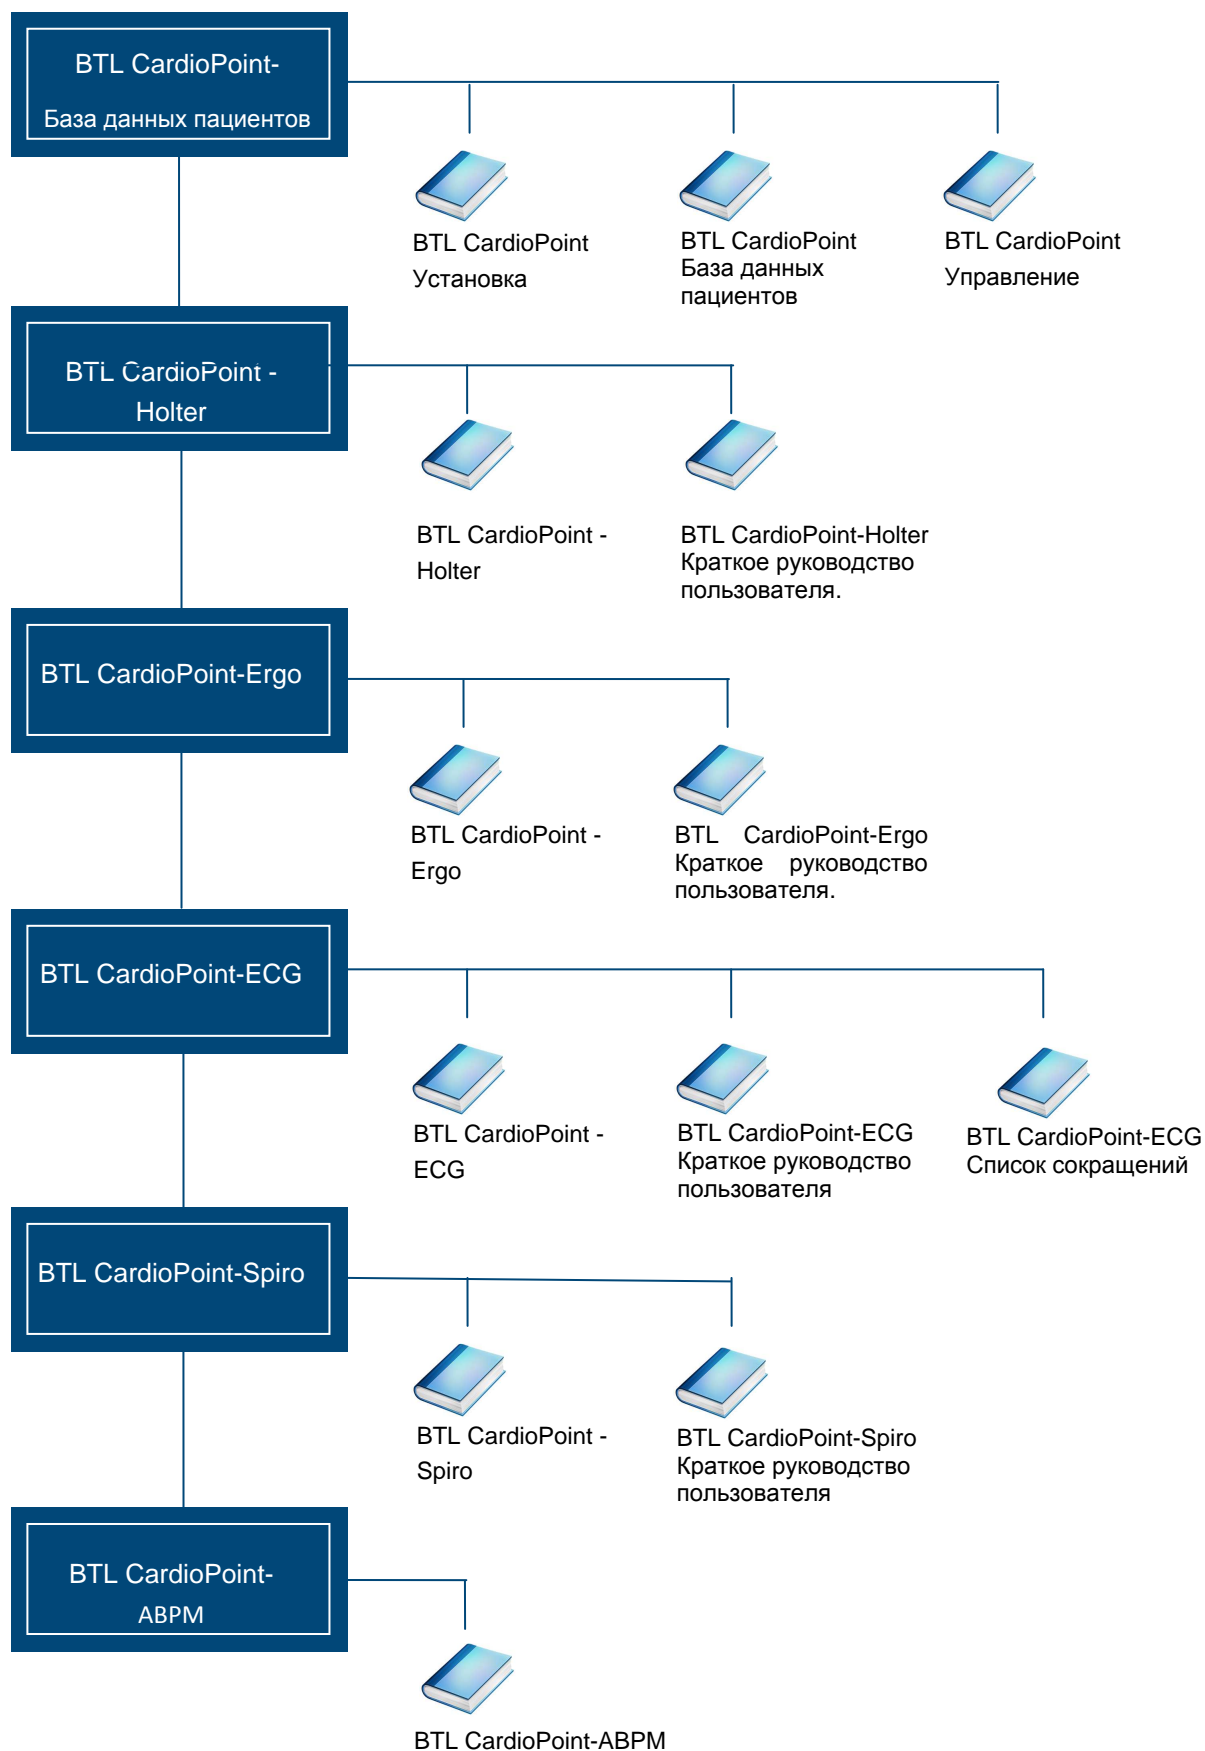 BTL CardioPoint-
База данных пациентов
BTL CardioPoint
Установка
BTL CardioPoint
База данных
пациентов
BTL CardioPoint
Управление
BTL CardioPoint -
Holter
BTL CardioPoint -
Holter
BTL CardioPoint-Holter
Краткое руководство
пользователя.
BTL CardioPoint-Ergo
BTL CardioPoint -
Ergo
BTL CardioPoint-Ergo
Краткое руководство
пользователя.
BTL CardioPoint-ECG
BTL CardioPoint -
ECG
BTL CardioPoint-ECG
Краткое руководство
пользователя
BTL CardioPoint-ECG
Список сокращений
BTL CardioPoint-Spiro
BTL CardioPoint -
Spiro
BTL CardioPoint-Spiro
Краткое руководство
пользователя
BTL CardioPoint-
ABPM
BTL CardioPoint-ABPM